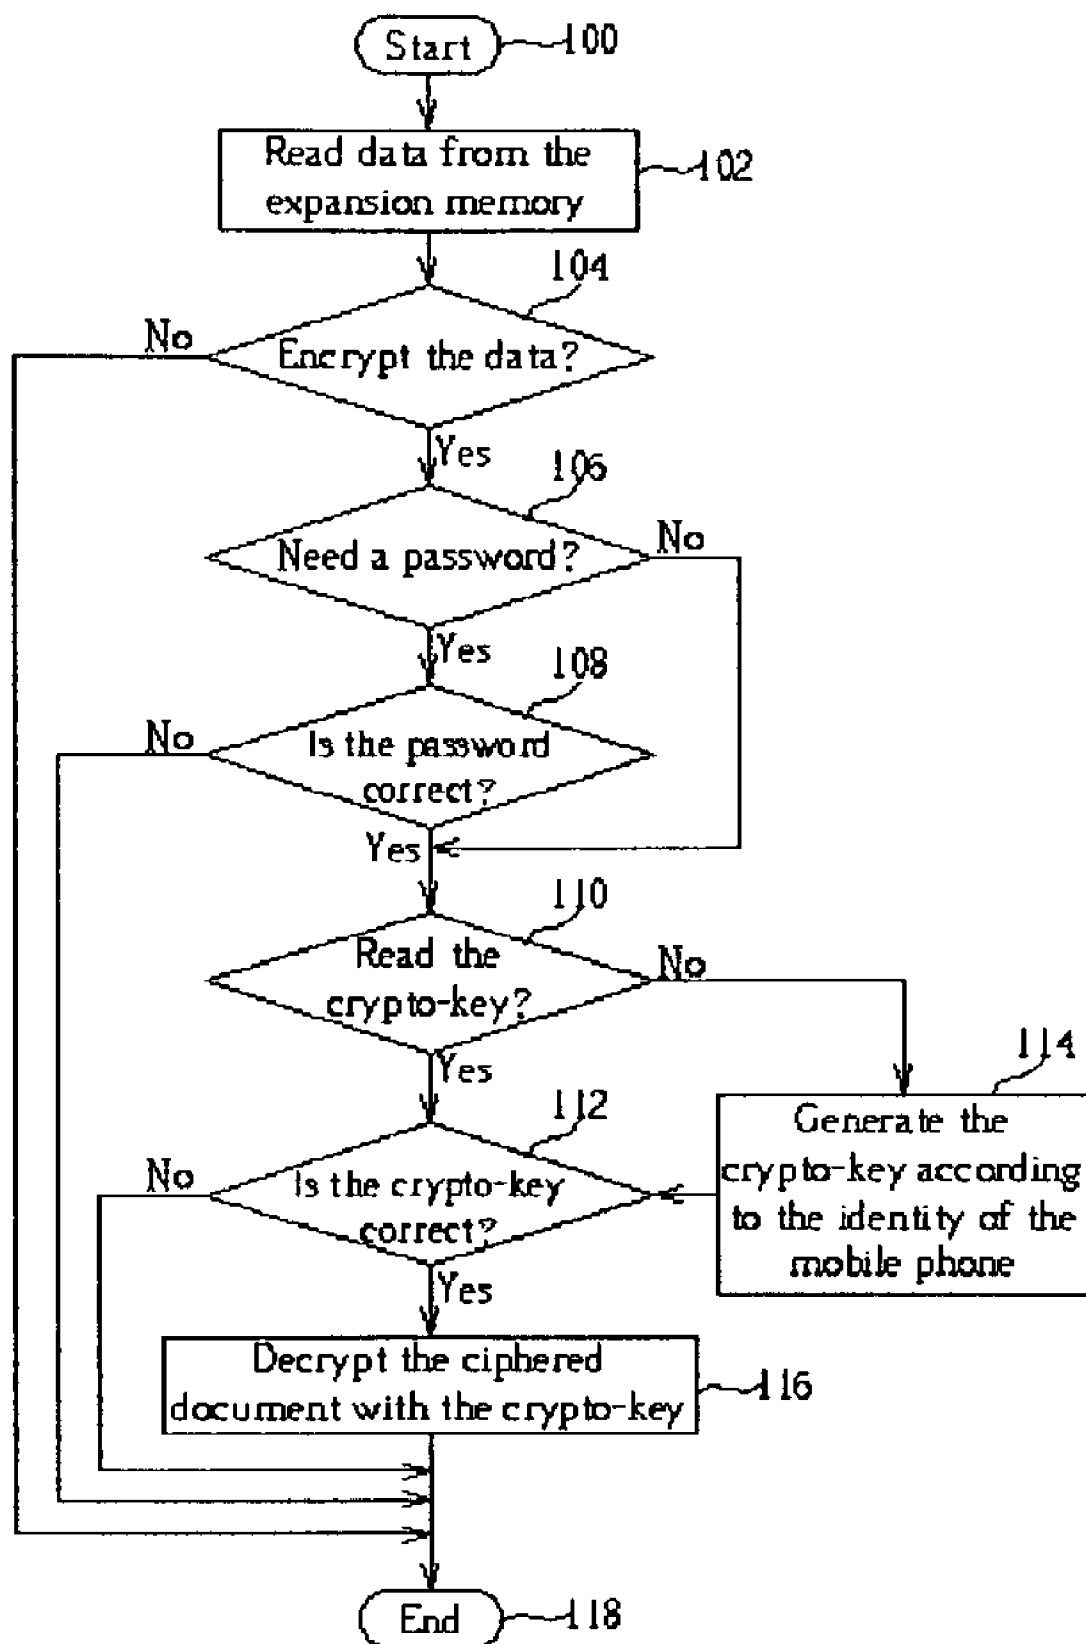 Start
100
Read data from the
expansion memory
102
104
No
Encrypt the data?
Yes
106
Need a password?
No
Yes
108
No
Is the password
correct?
Yes
110
Read the
crypto-key?
No
Yes
114
112
Generate the
crypto-key according
to the identity of the
mobile phone
No
Is the crypto-key
correct?
Yes
Decrypt the ciphered
document with the crypto-key
116
End
118